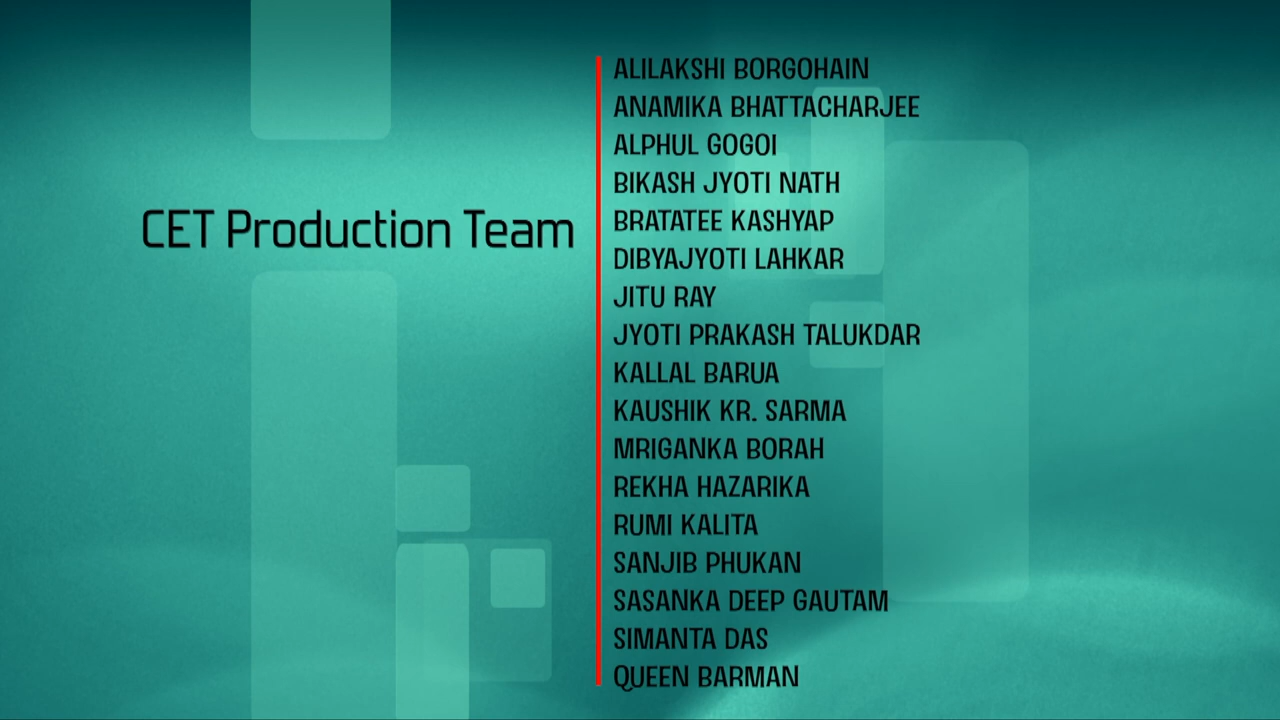 CET Production Team
ALILAKSHI BORGOHAIN
ANAMIKA BHATTACHARJEE
ALPHUL GOGOI
BIKASH JYOTI NATH
BRATATEE KASHYAP
DIBYAJYOTI LAHKAR
JITU RAY
JYOTI PRAKASH TALUKDAR
KALLAL BARUA
KAUSHIK KR. SARMA
MRIGANKA BORAH
REKHA HAZARIKA
RUMI KALITA
SANJIB PHUKAN
SASANKA DEEP GAUTAM
SIMANTA DAS
QUEEN BARMAN